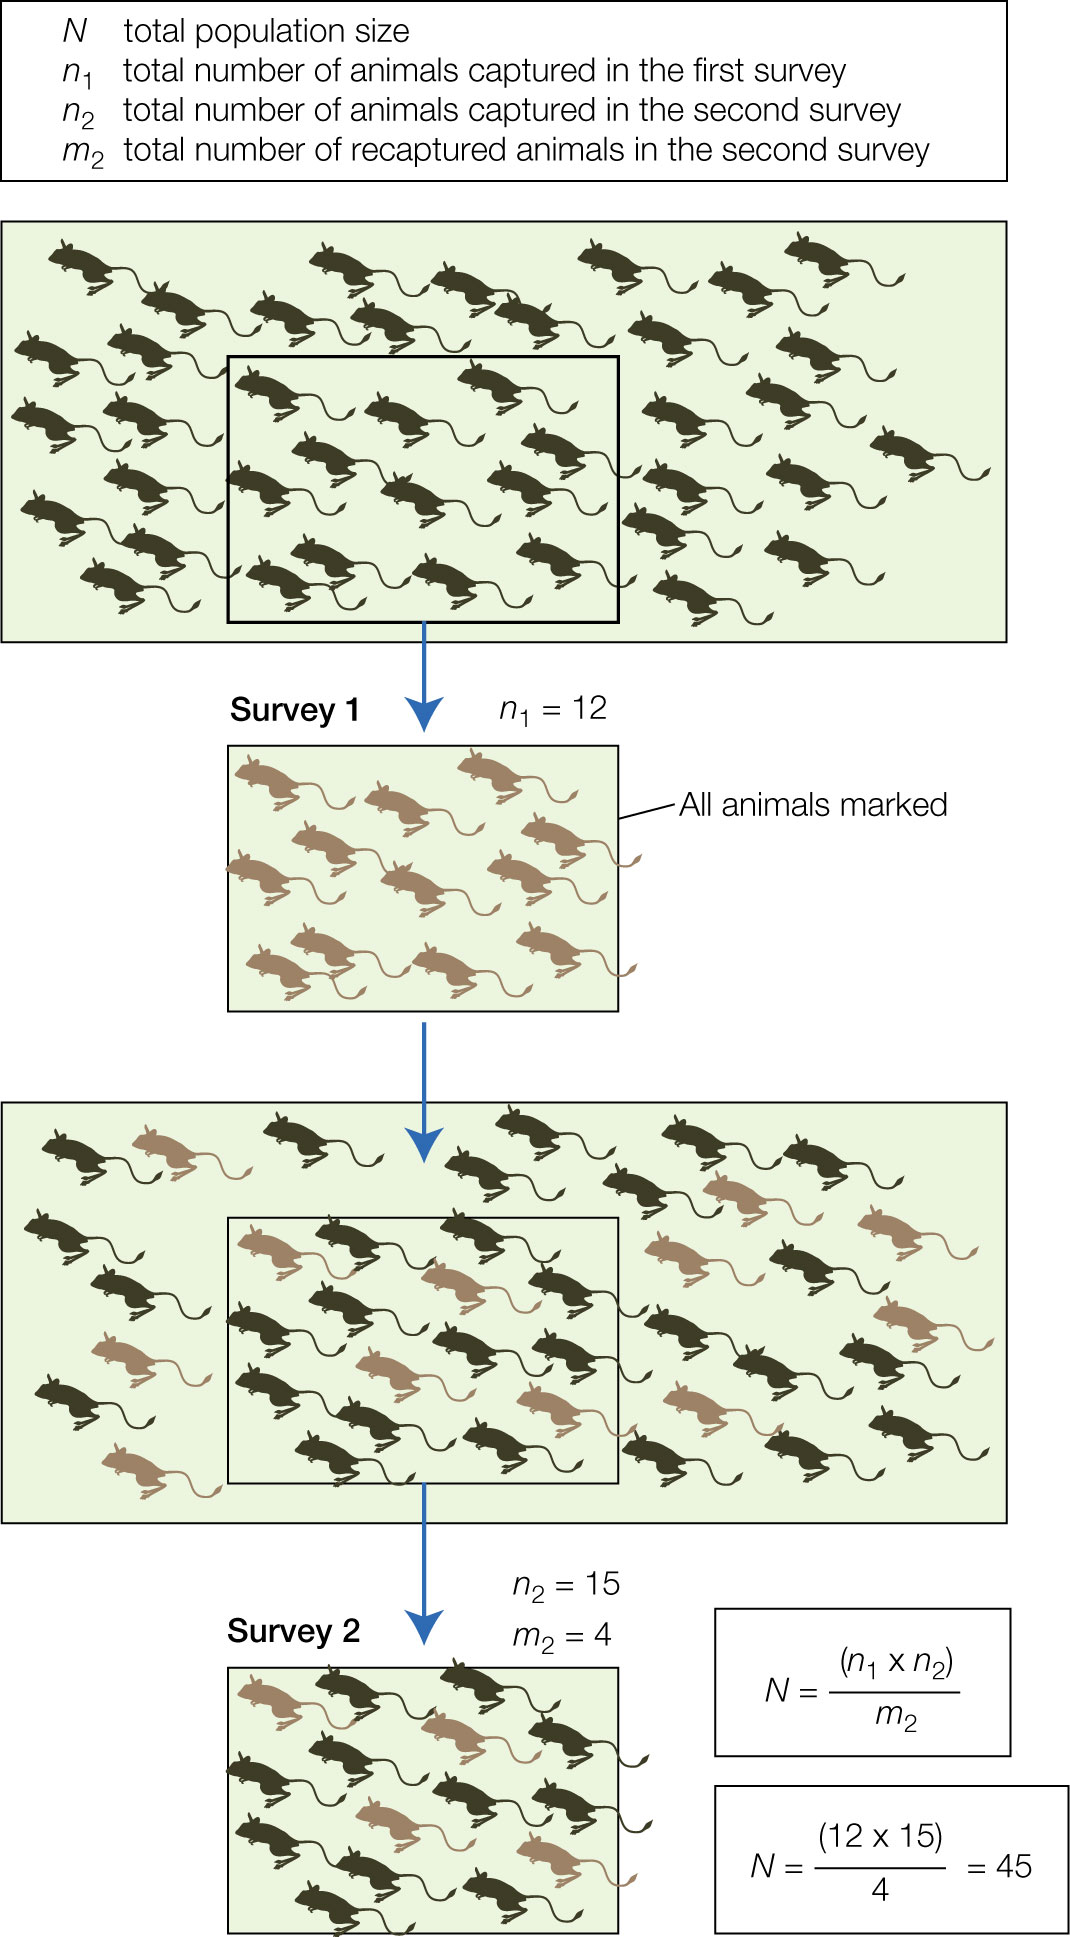 N total population size
n₁ total number of animals captured in the first survey
n₂ total number of animals captured in the second survey
m₂ total number of recaptured animals in the second survey
Survey 1
n₁ = 12
All animals marked
n₂ = 15
Survey 2
m₂ = 4
N = (n₁ x n₂) / m₂
N = (12 x 15) / 4 = 45